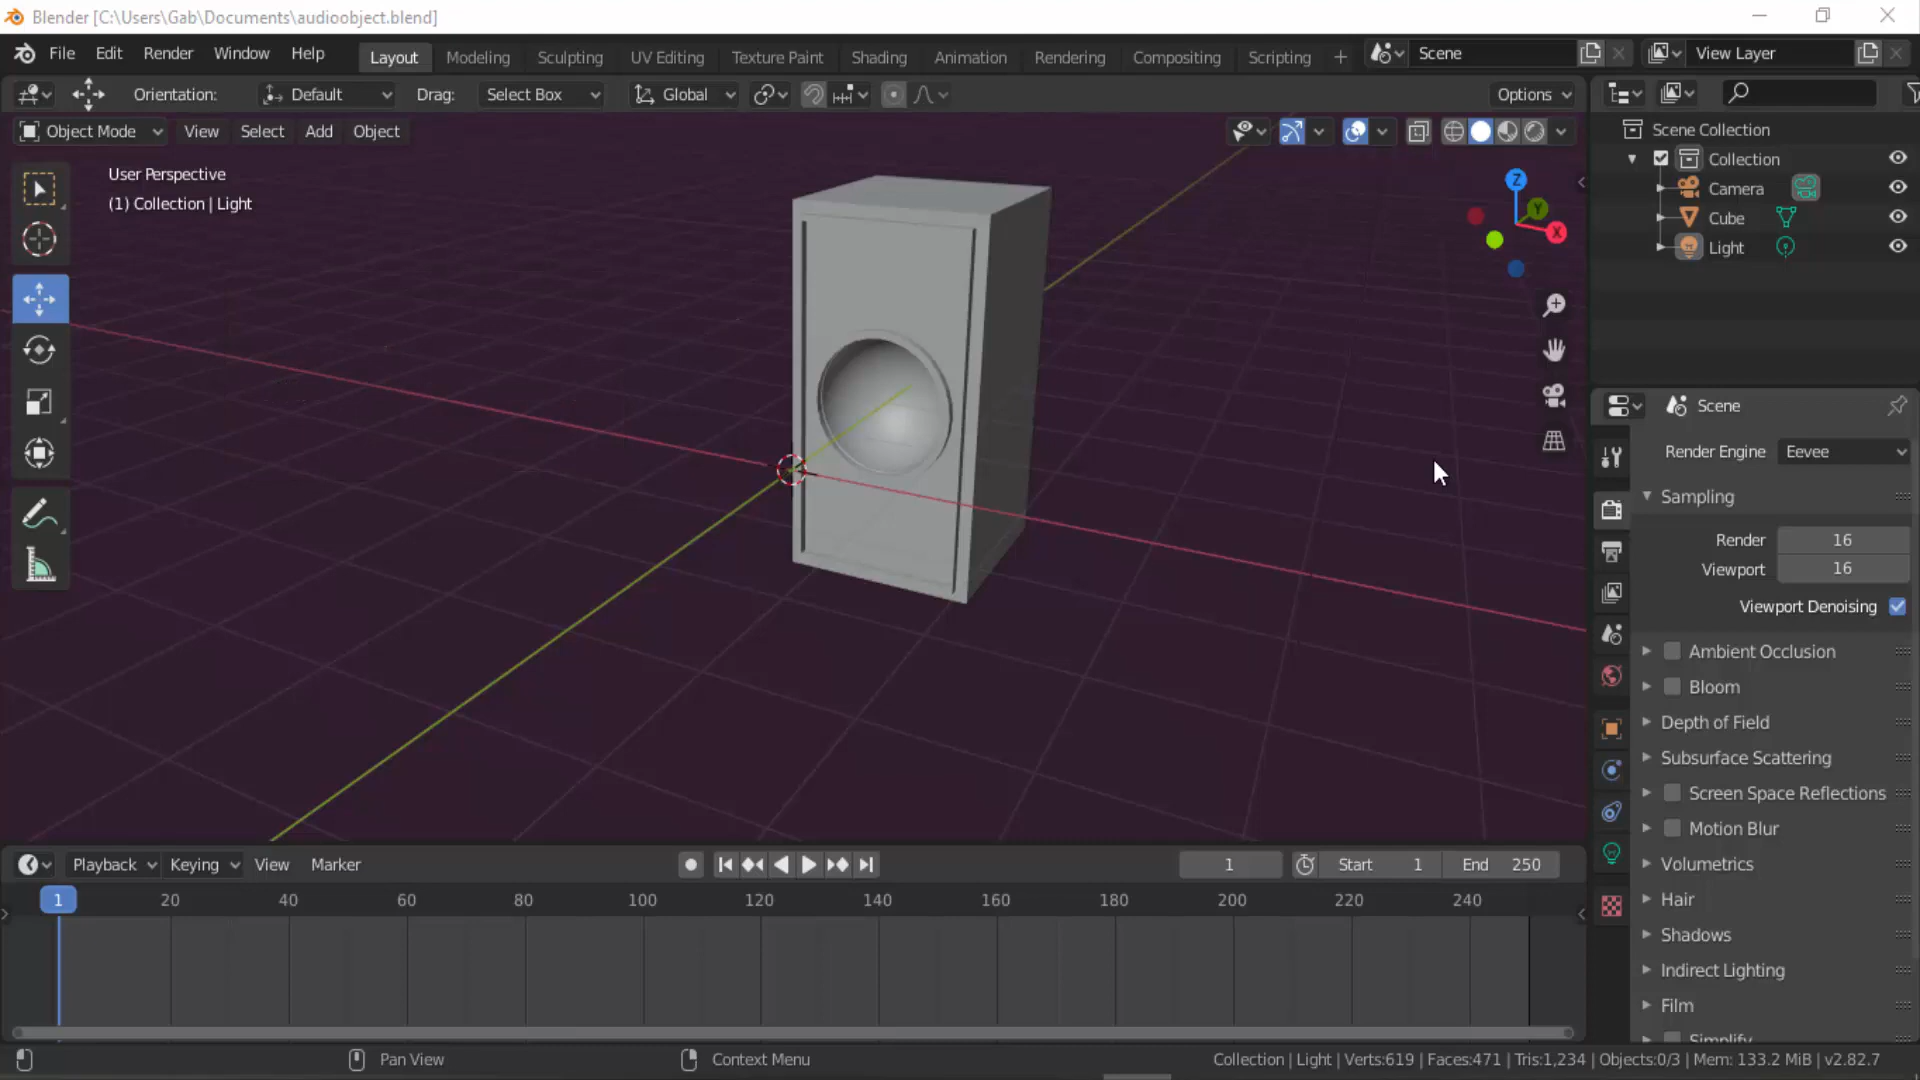 Blender [C:\Users\Gab\Documents\audioobject.blend]
File Edit Render Window Help Layout Modeling Sculpting UV Editing Texture Paint Shading Animation Rendering Compositing Scripting + Scene View Layer
Orientation: Default Drag: Select Box Global Options
Object Mode View Select Add Object
User Perspective
(1) Collection | Light
Z
Y
X
Scene Collection
Collection
Camera
Cube
Light
Scene
Render Engine Eevee
Sampling
Render 16
Viewport 16
Viewport Denoising
Ambient Occlusion
Bloom
Depth of Field
Subsurface Scattering
Screen Space Reflections
Motion Blur
Volumetrics
Hair
Shadows
Indirect Lighting
Film
Simplify
Playback Keying View Marker 1 Start 1 End 250
1 20 40 60 80 100 120 140 160 180 200 220 240
Pan View Context Menu Collection | Light | Verts:619 | Faces:471 | Tris:1,234 | Objects:0/3 | Mem: 133.2 MiB | v2.82.7